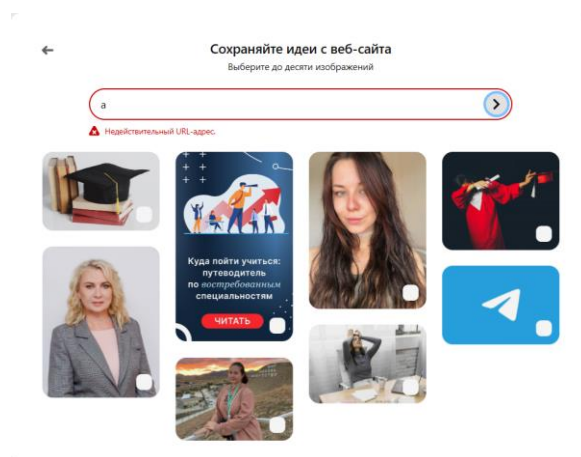 Сохраняйте идеи с веб-сайта
Выберите до десяти изображений
а
Недействительный URL-адрес.
Куда пойти учиться:
путеводитель
по востребованным
специальностям
ЧИТАТЬ